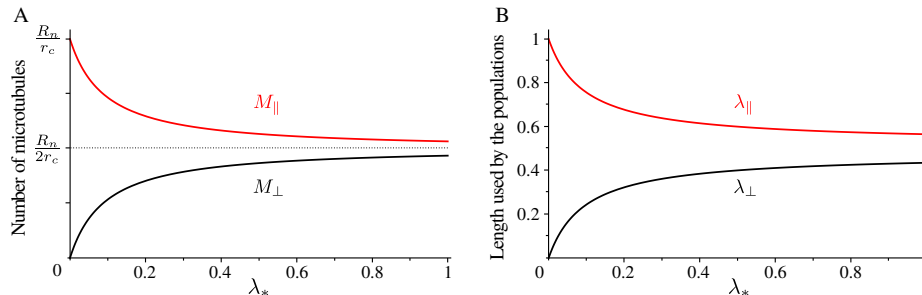 A
Number of microtubules
R_n/r_c
R_n/2r_c
0
M_∥
M_⊥
0.2 0.4 0.6 0.8 1
λ_*
B
Length used by the populations
1
0.8
0.6
0.4
0.2
0
λ_∥
λ_⊥
0.2 0.4 0.6 0.8
λ_*